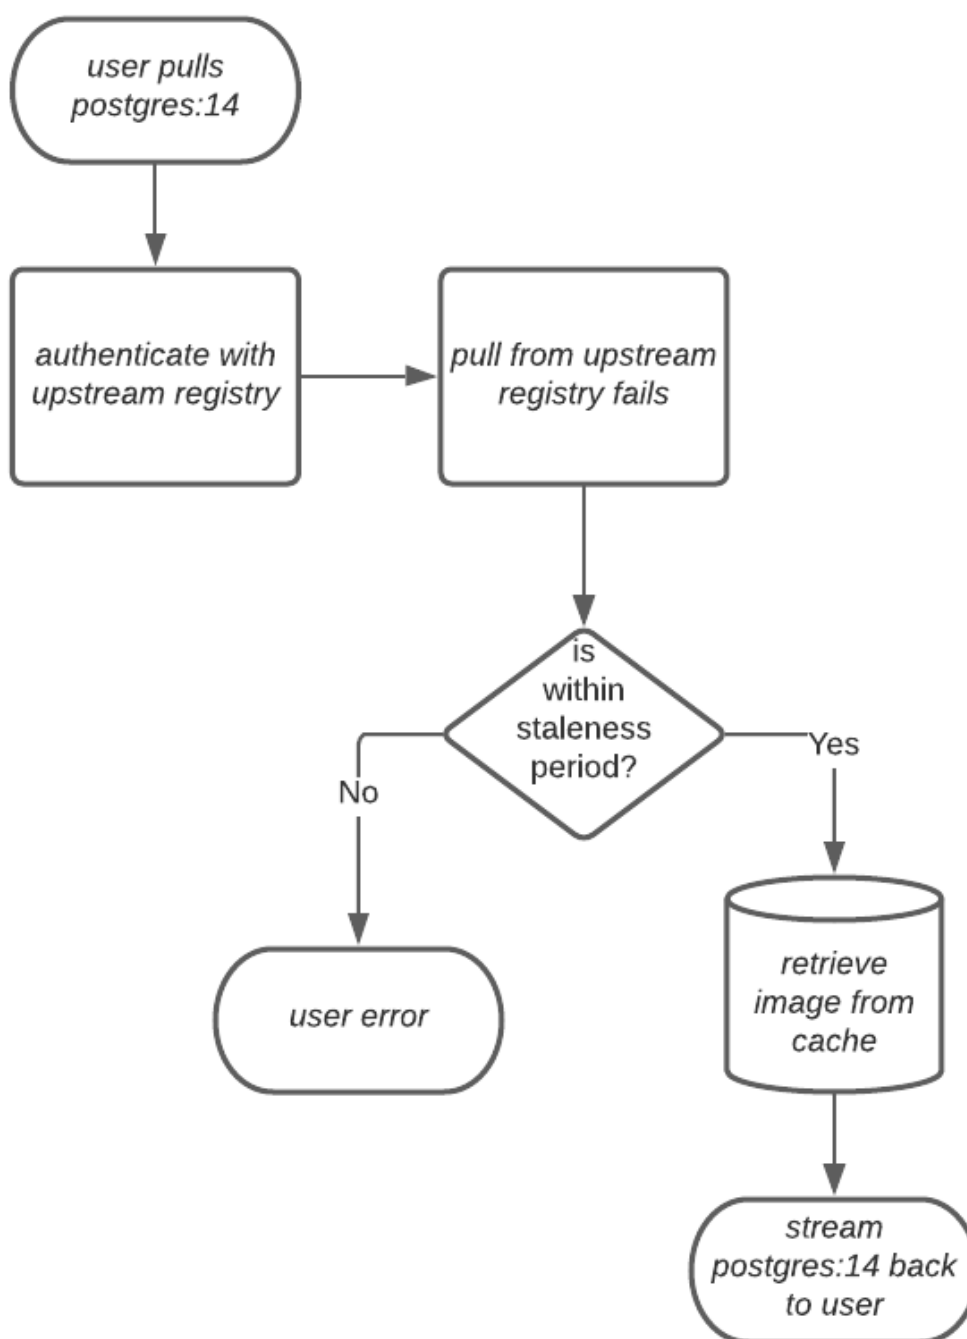 user pulls
postgres:14
authenticate with
upstream registry
pull from upstream
registry fails
is
within
staleness
period?
No
Yes
user error
retrieve
image from
cache
stream
postgres:14 back
to user